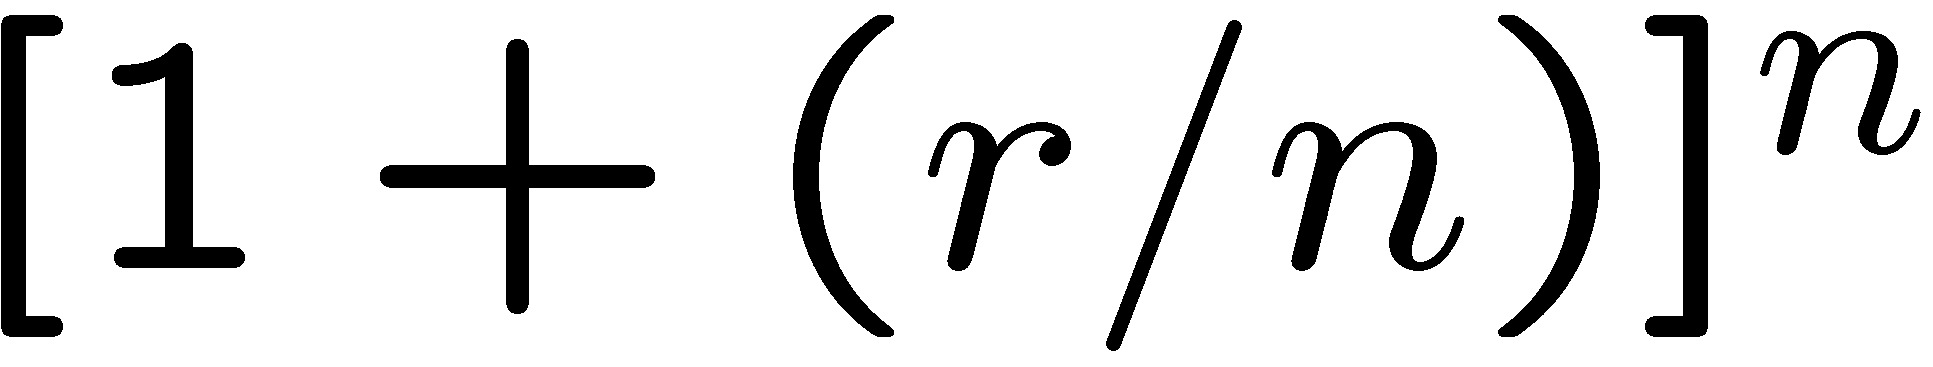 [1 + (r/n)]ⁿ